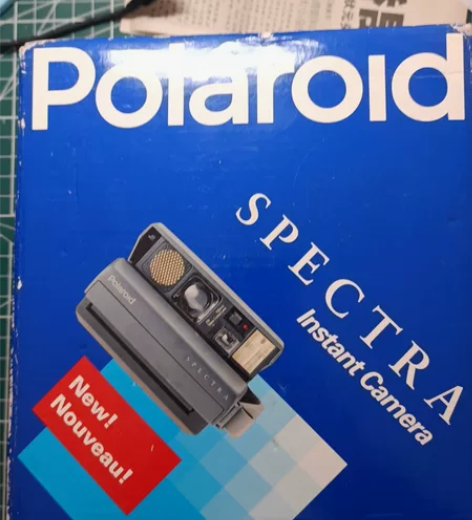 Polaroid
SPECTRA
Instant Camera
Polaroid
SPECTRA
New!
Nouveau!